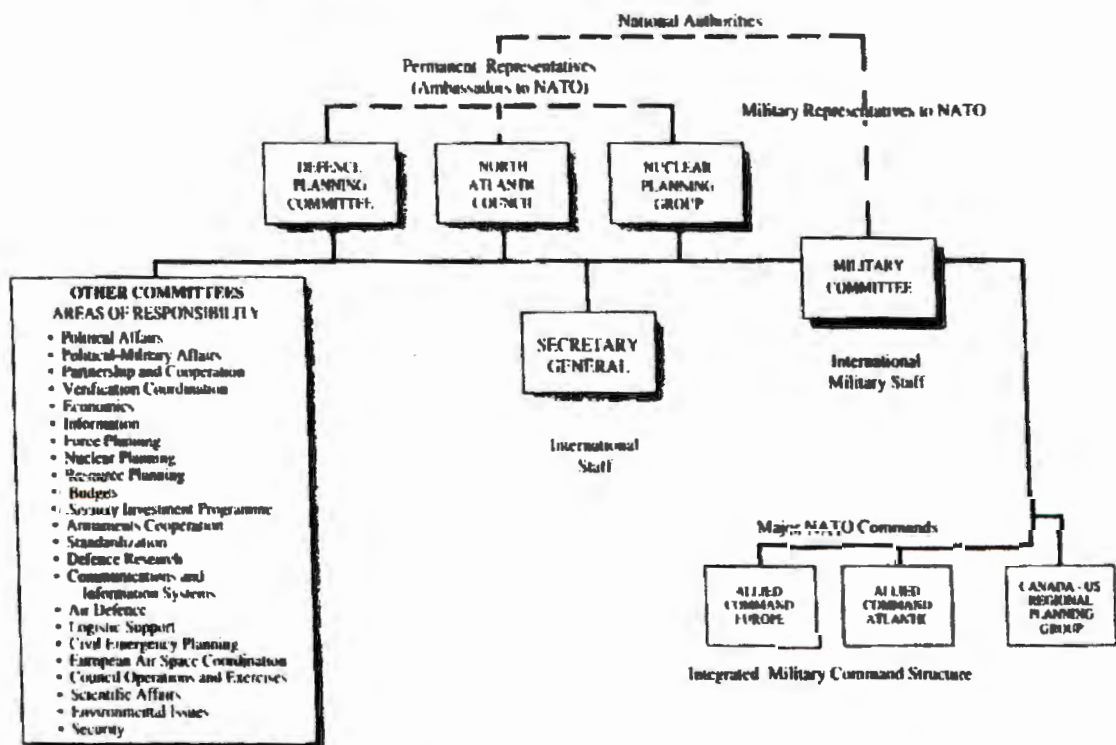 National Authorities
Permanent Representatives
(Ambassadors to NATO)
Military Representatives to NATO
DEFENCE
PLANNING
COMMITTEE
NORTH
ATLANTIC
COUNCIL
NUCLEAR
PLANNING
GROUP
MILITARY
COMMITTEE
OTHER COMMITTEES
AREAS OF RESPONSIBILITY
• Political Affairs
• Political-Military Affairs
• Partnership and Cooperation
• Verification Coordination
• Economics
• Information
• Force Planning
• Nuclear Planning
• Resource Planning
• Budgets
• Security Investment Programme
• Armaments Cooperation
• Standardization
• Defence Research
• Communications and
Information Systems
• Air Defence
• Logistic Support
• Civil Emergency Planning
• European Air Space Coordination
• Council Operations and Exercises
• Scientific Affairs
• Environmental Issues
• Security
SECRETARY
GENERAL
International
Staff
International
Military Staff
Major NATO Commands
ALLIED
COMMAND
EUROPE
ALLIED
COMMAND
ATLANTIC
CANADA - US
REGIONAL
PLANNING
GROUP
Integrated Military Command Structure